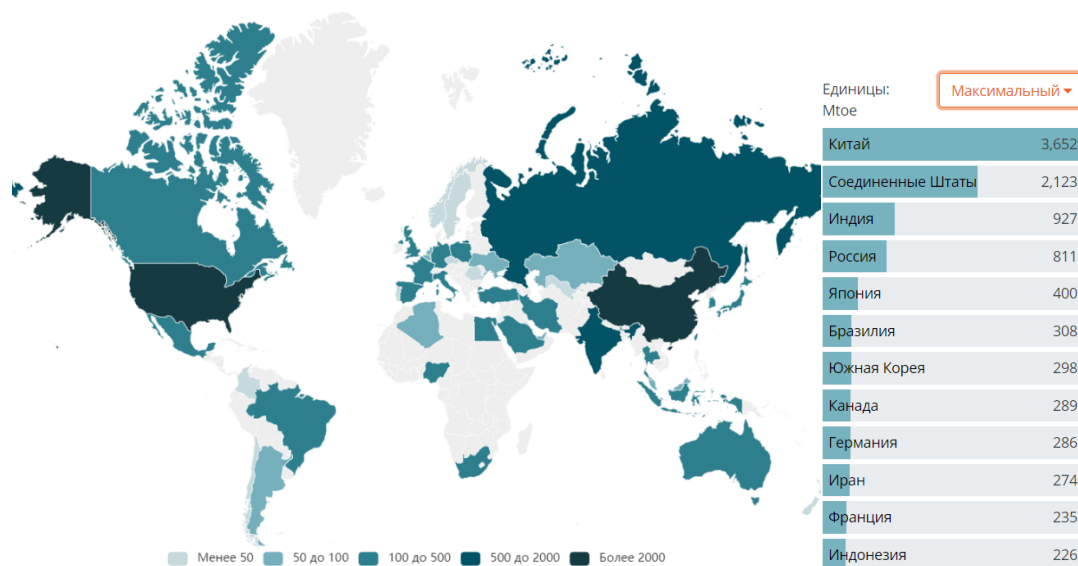 Единицы:
Mtoe
Максимальный
Китай 3,652
Соединенные Штаты 2,123
Индия 927
Россия 811
Япония 400
Бразилия 308
Южная Корея 298
Канада 289
Германия 286
Иран 274
Франция 235
Индонезия 226
Менее 50 50 до 100 100 до 500 500 до 2000 Более 2000